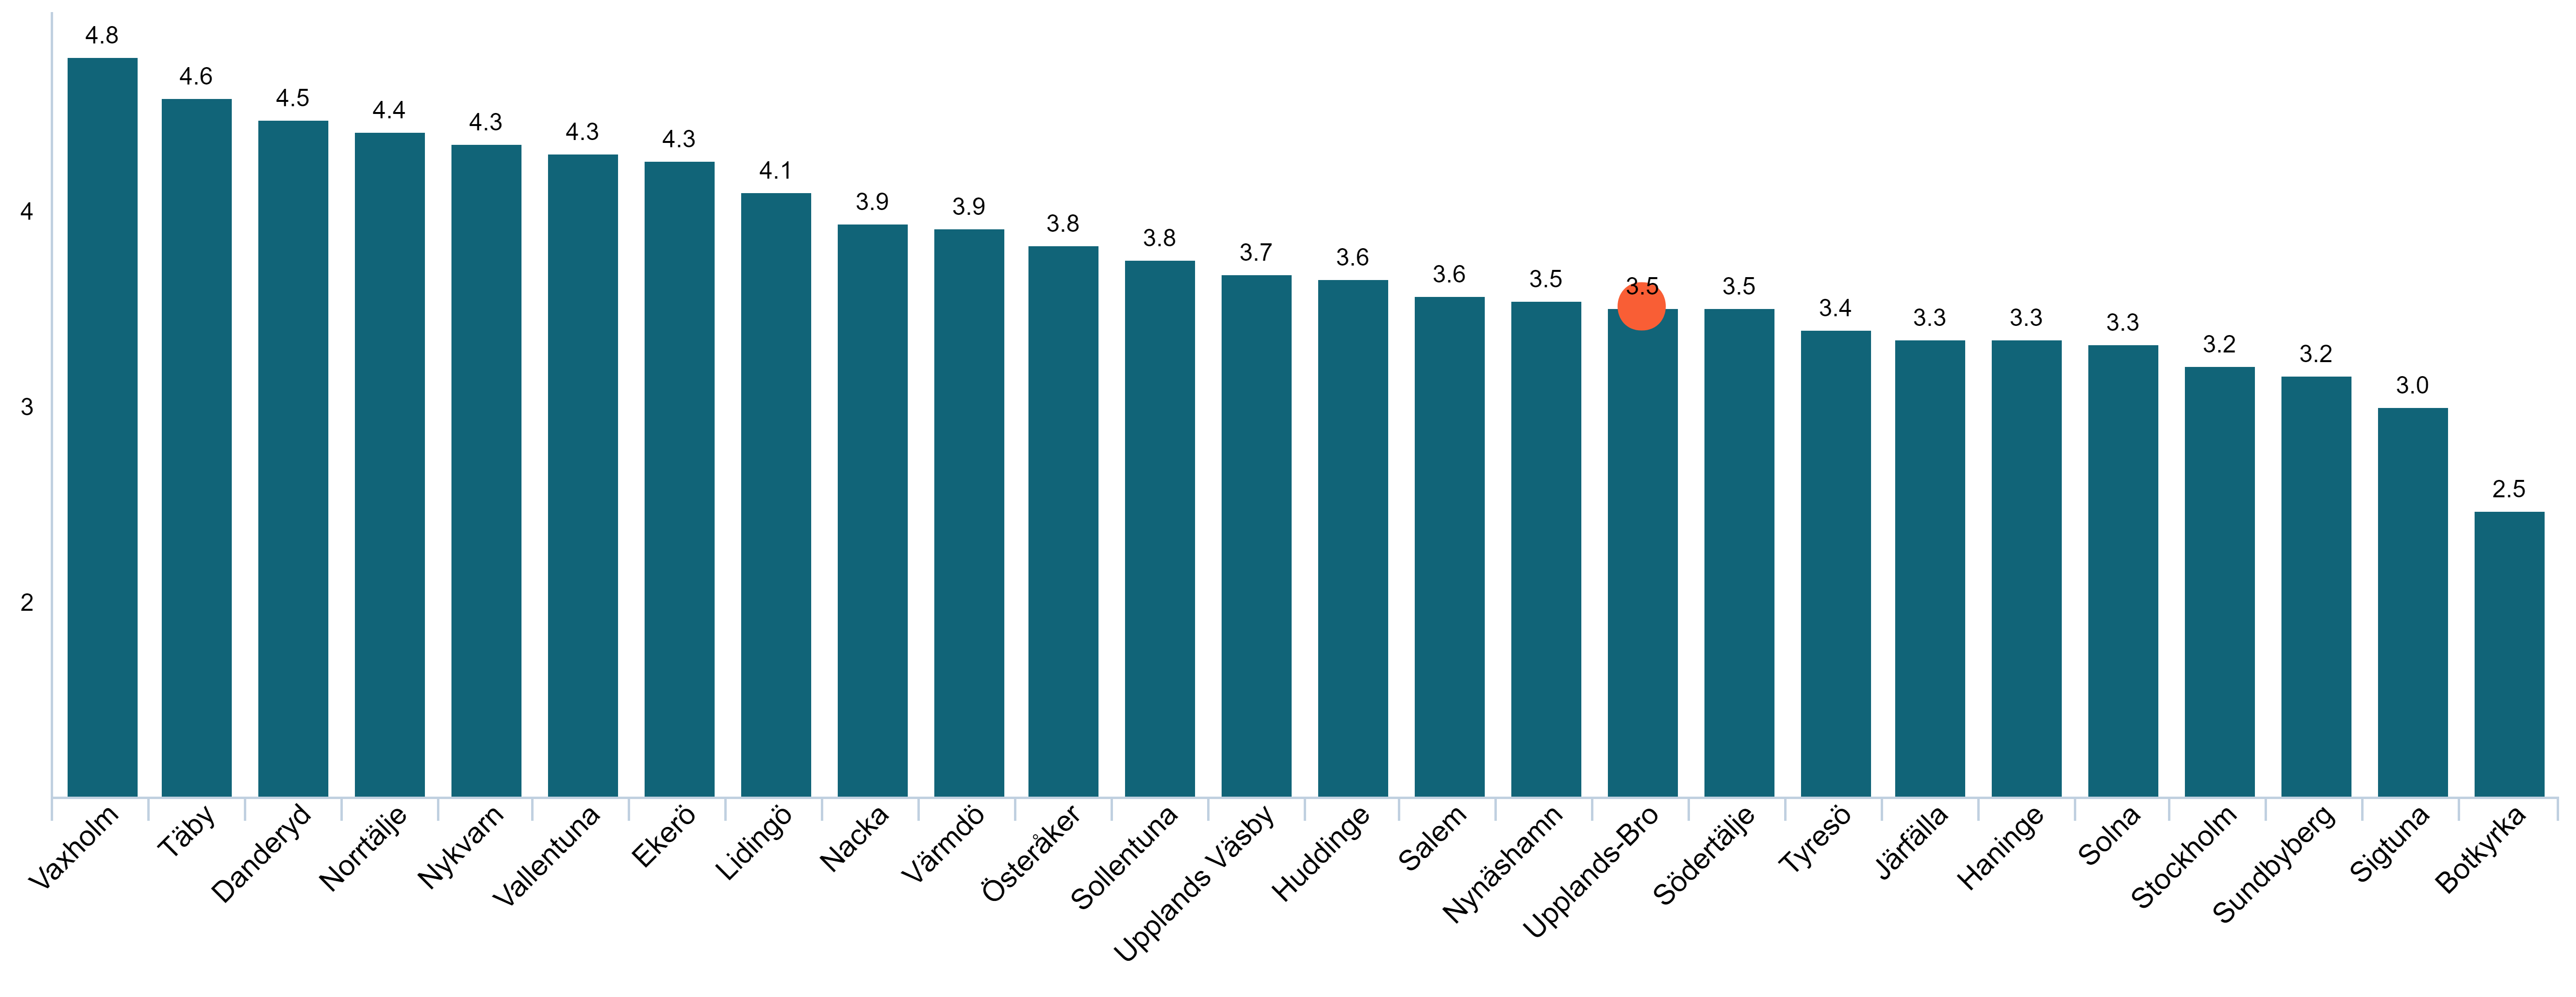 4.8
4.6
4.5
4.4
4.3
4.3
4.3
4.1
3.9
3.9
3.8
3.8
3.7
3.6
3.6
3.5
3.5
3.5
3.4
3.3
3.3
3.3
3.2
3.2
3.0
2.5
4
3
2
Vaxholm
Täby
Danderyd
Norrtälje
Nykvarn
Vallentuna
Ekerö
Lidingö
Nacka
Värmdö
Österåker
Sollentuna
Upplands Väsby
Huddinge
Salem
Nynäshamn
Upplands-Bro
Södertälje
Tyresö
Järfälla
Haninge
Solna
Stockholm
Sundbyberg
Sigtuna
Botkyrka